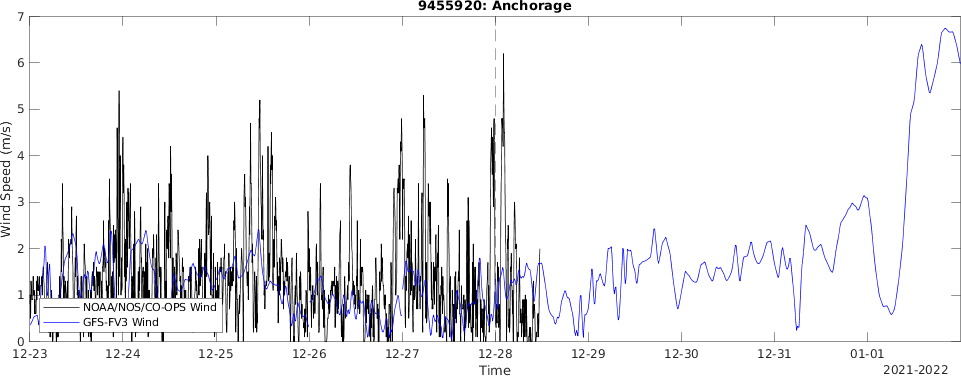 9455920: Anchorage
7
6
5
4
3
2
1
0
Wind Speed (m/s)
NOAA/NOS/CO-OPS Wind
GFS-FV3 Wind
12-23 12-24 12-25 12-26 12-27 12-28 12-29 12-30 12-31 01-01
Time
2021-2022